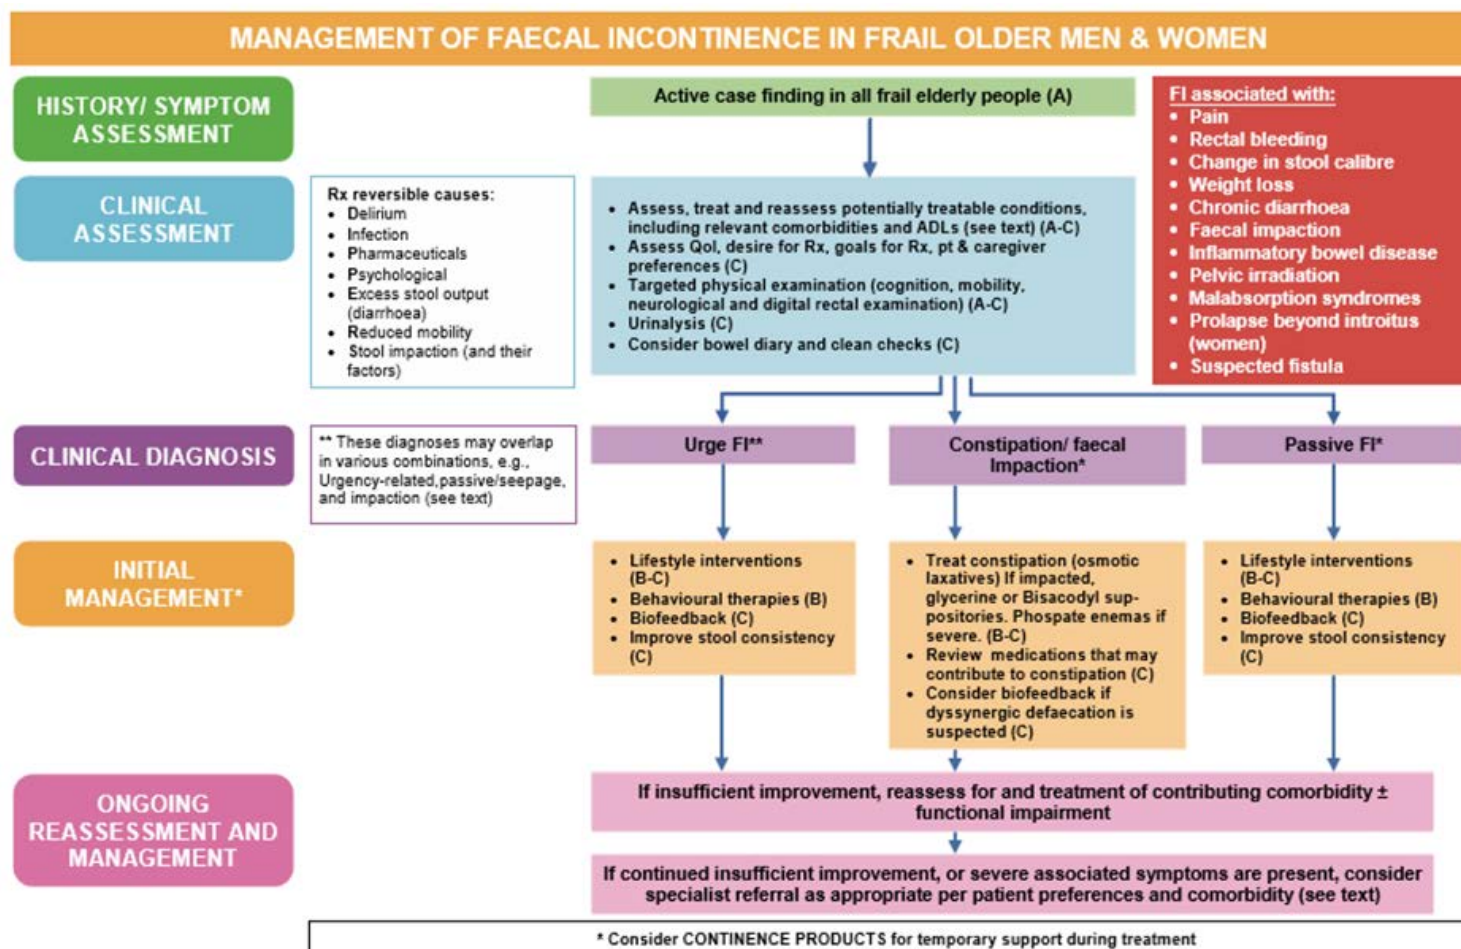 MANAGEMENT OF FAECAL INCONTINENCE IN FRAIL OLDER MEN & WOMEN
HISTORY/ SYMPTOM
ASSESSMENT
Active case finding in all frail elderly people (A)
FI associated with:
• Pain
• Rectal bleeding
• Change in stool calibre
• Weight loss
• Chronic diarrhoea
• Faecal impaction
• Inflammatory bowel disease
• Pelvic irradiation
• Malabsorption syndromes
• Prolapse beyond introitus
(women)
• Suspected fistula
CLINICAL
ASSESSMENT
Rx reversible causes:
• Delirium
• Infection
• Pharmaceuticals
• Psychological
• Excess stool output
(diarrhoea)
• Reduced mobility
• Stool impaction (and their
factors)
• Assess, treat and reassess potentially treatable conditions,
including relevant comorbidities and ADLs (see text) (A-C)
• Assess Qol, desire for Rx, goals for Rx, pt & caregiver
preferences (C)
• Targeted physical examination (cognition, mobility,
neurological and digital rectal examination) (A-C)
• Urinalysis (C)
• Consider bowel diary and clean checks (C)
CLINICAL DIAGNOSIS
** These diagnoses may overlap
in various combinations, e.g.,
Urgency-related,passive/seepage,
and impaction (see text)
Urge FI**
Constipation/ faecal
Impaction*
Passive FI*
INITIAL
MANAGEMENT*
• Lifestyle interventions
(B-C)
• Behavioural therapies (B)
• Biofeedback (C)
• Improve stool consistency
(C)
• Treat constipation (osmotic
laxatives) If impacted,
glycerine or Bisacodyl sup-
positories. Phospate enemas if
severe. (B-C)
• Review medications that may
contribute to constipation (C)
• Consider biofeedback if
dyssynergic defaecation is
suspected (C)
• Lifestyle interventions
(B-C)
• Behavioural therapies (B)
• Biofeedback (C)
• Improve stool consistency
(C)
ONGOING
REASSESSMENT AND
MANAGEMENT
If insufficient improvement, reassess for and treatment of contributing comorbidity ±
functional impairment
If continued insufficient improvement, or severe associated symptoms are present, consider
specialist referral as appropriate per patient preferences and comorbidity (see text)
* Consider CONTINENCE PRODUCTS for temporary support during treatment